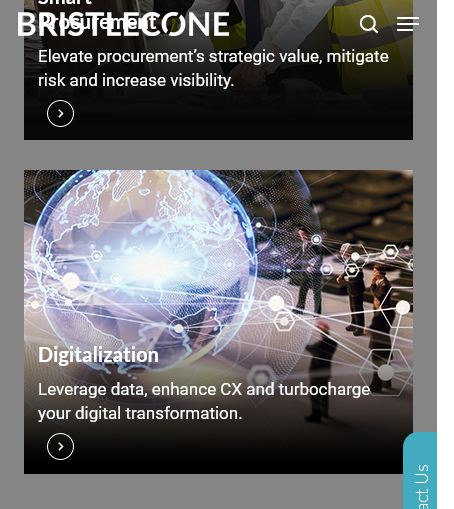 Smart
Procurement
BRISTLECONE
Elevate procurement's strategic value, mitigate
risk and increase visibility.
Digitalization
Leverage data, enhance CX and turbocharge
your digital transformation.
act Us